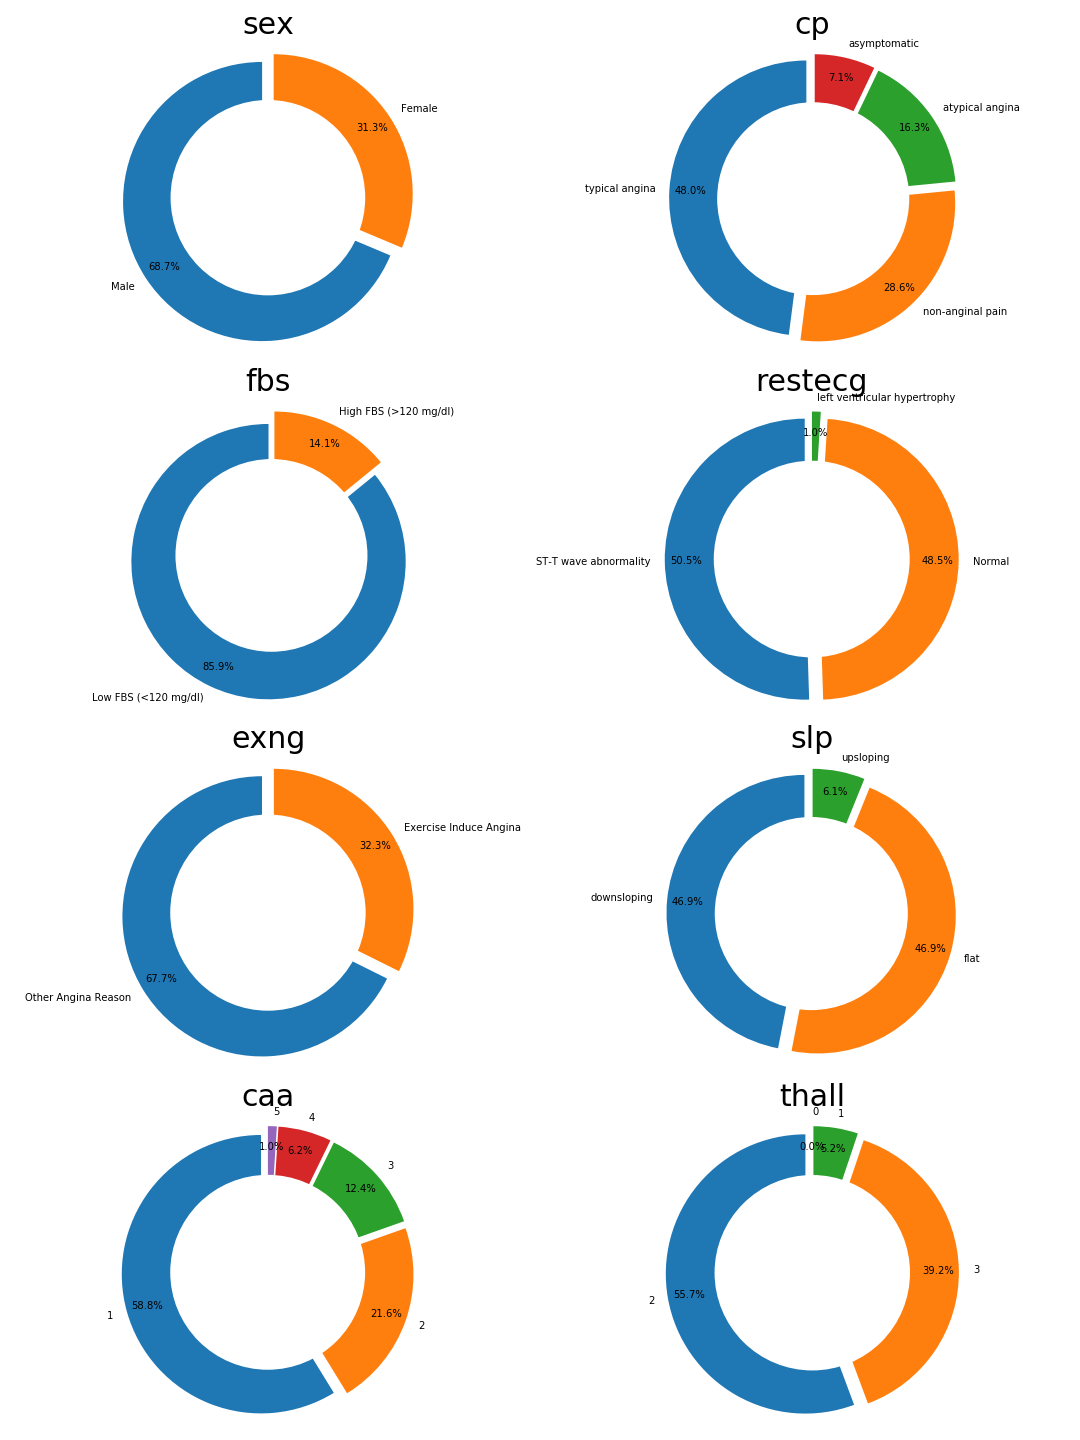 sex
Female
31.3%
68.7%
Male
cp
asymptomatic
7.1%
atypical angina
16.3%
typical angina
48.0%
28.6%
non-anginal pain
fbs
High FBS (>120 mg/dl)
14.1%
85.9%
Low FBS (<120 mg/dl)
restecg
left ventricular hypertrophy
1.0%
ST-T wave abnormality
50.5%
48.5%
Normal
exng
Exercise Induce Angina
32.3%
67.7%
Other Angina Reason
slp
upsloping
6.1%
downsloping
46.9%
46.9%
flat
caa
5
4
1.0%
6.2%
3
12.4%
58.8%
1
21.6%
2
thall
0
1
0.0%
5.2%
39.2%
3
55.7%
2